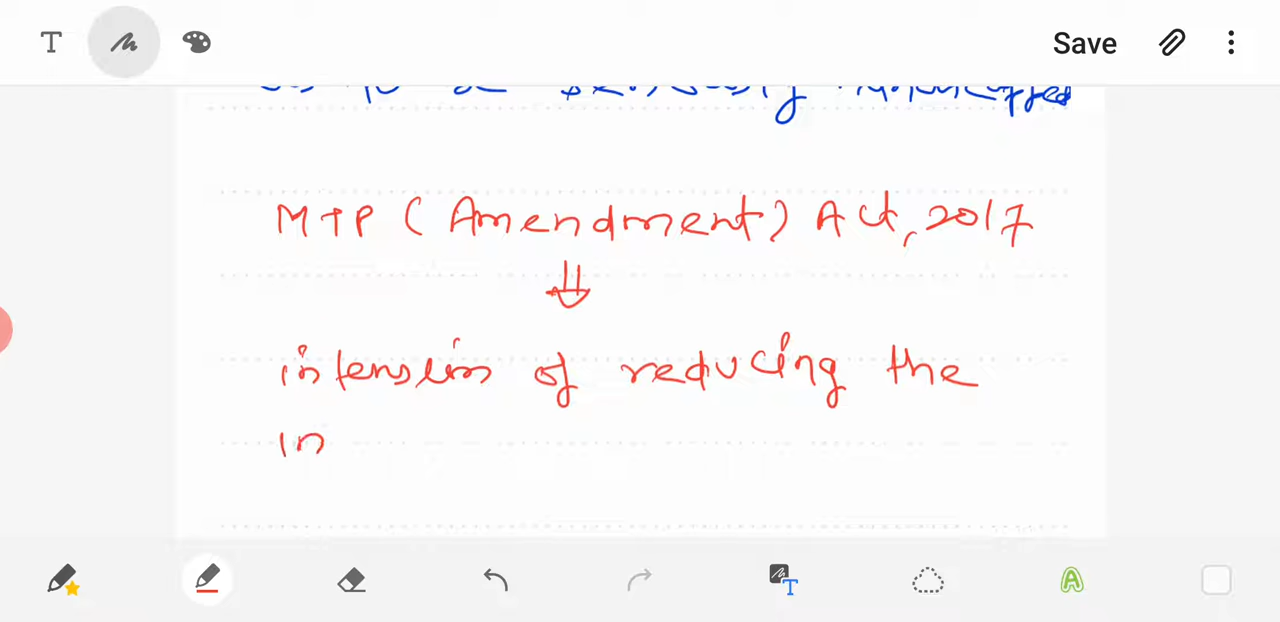 T
Save
MTP (Amendment) Act, 2017
intension of reducing the
in
T
A